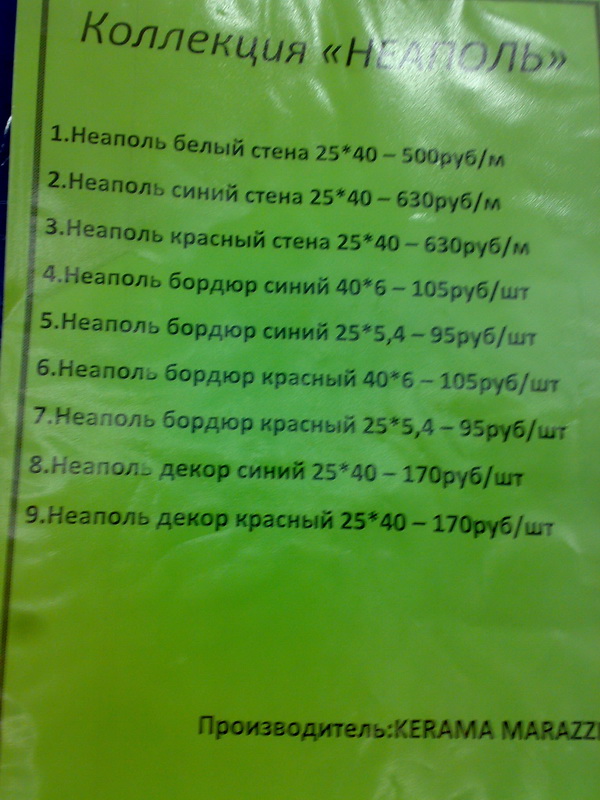 Коллекция «НЕАПОЛЬ»
1.Неаполь белый стена 25*40 – 500руб/м
2.Неаполь синий стена 25*40 – 630руб/м
3.Неаполь красный стена 25*40 – 630руб/м
4.Неаполь бордюр синий 40*6 – 105руб/шт
5.Неаполь бордюр синий 25*5,4 – 95руб/шт
6.Неаполь бордюр красный 40*6 – 105руб/шт
7.Неаполь бордюр красный 25*5,4 – 95руб/шт
8.Неаполь декор синий 25*40 – 170руб/шт
9.Неаполь декор красный 25*40 – 170руб/шт
Производитель:KERAMA MARAZZI